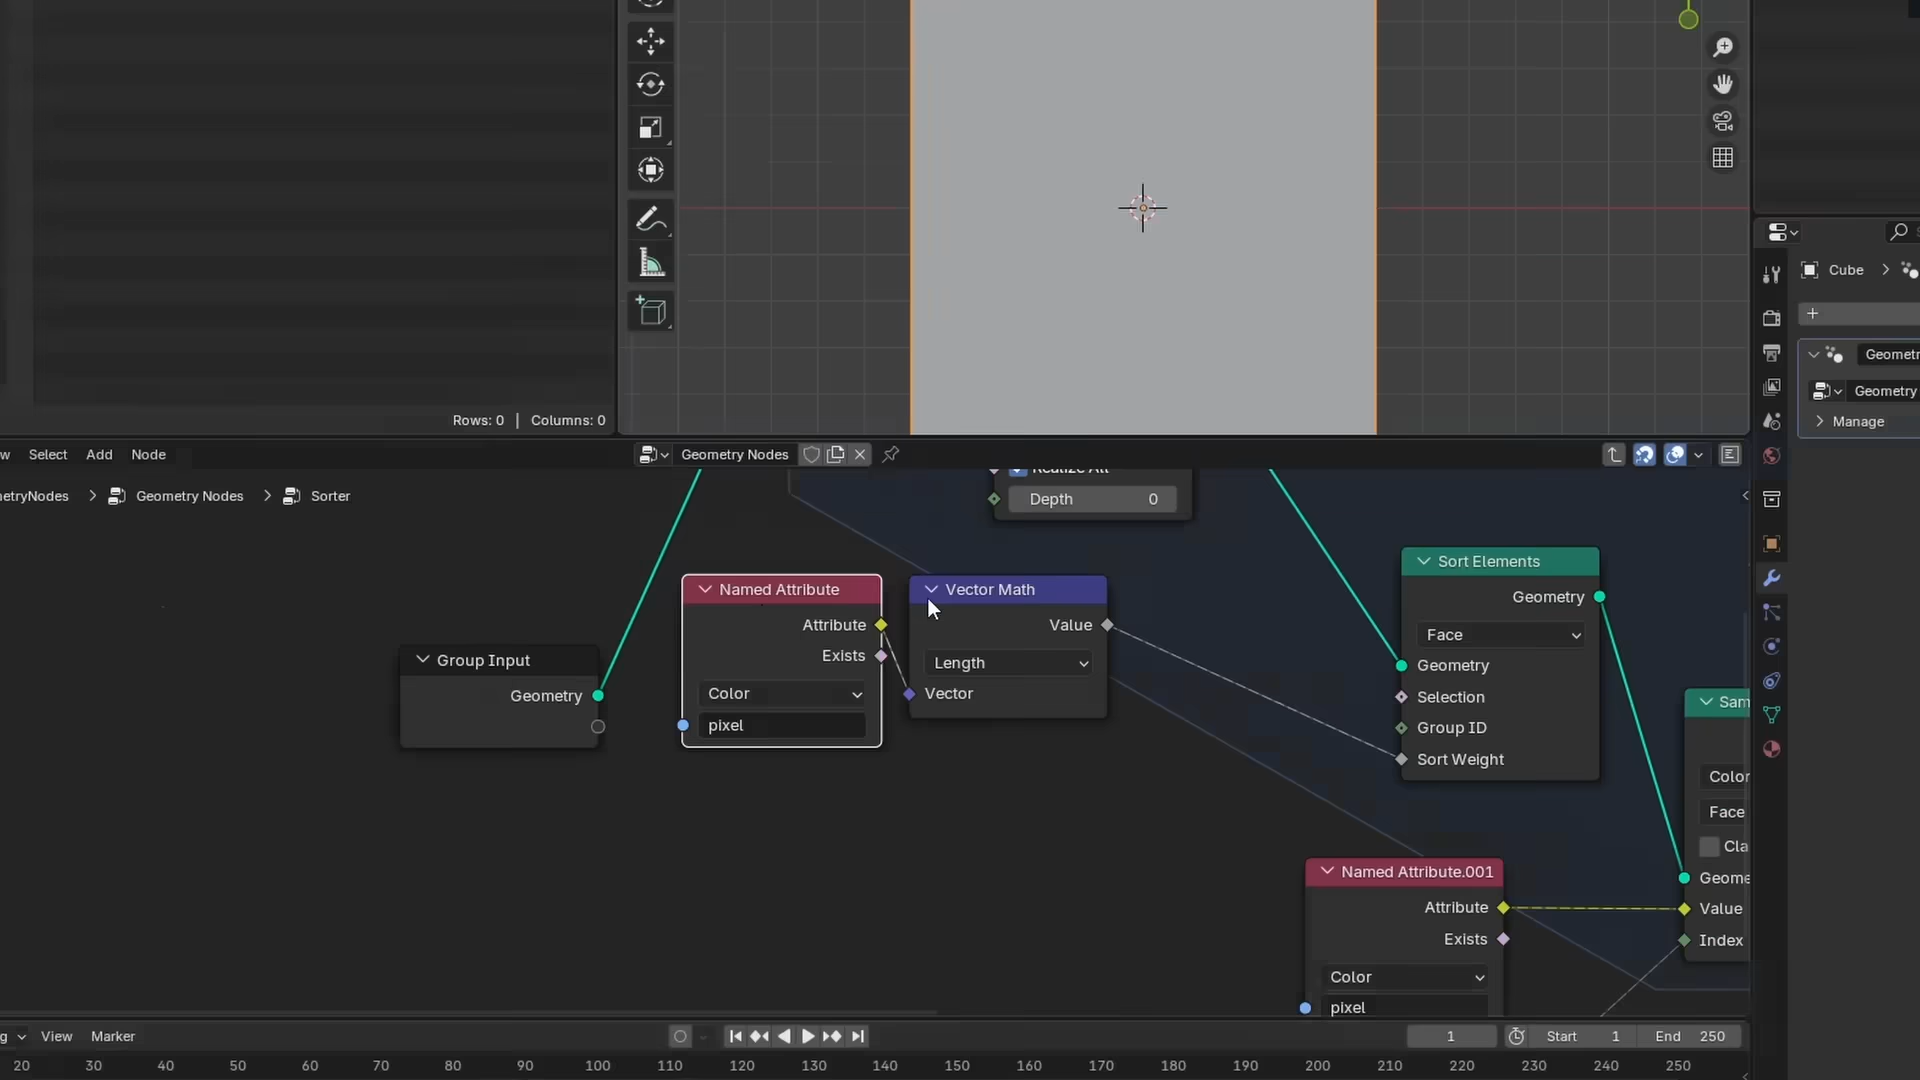 Rows: 0 | Columns: 0
Cube
Geometry
Manage
w Select Add Node
Geometry Nodes
etryNodes > Geometry Nodes > Sorter
Depth 0
Named Attribute
Attribute
Exists
Color
pixel
Vector Math
Value
Length
Vector
Group Input
Geometry
Sort Elements
Geometry
Face
Geometry
Selection
Group ID
Sort Weight
Sam
Color
Face
Cla
Geome
Value
Index
Named Attribute.001
Attribute
Exists
Color
pixel
g View Marker
1 Start 1 End 250
20 30 40 50 60 70 80 90 100 110 120 130 140 150 160 170 180 190 200 210 220 230 240 250